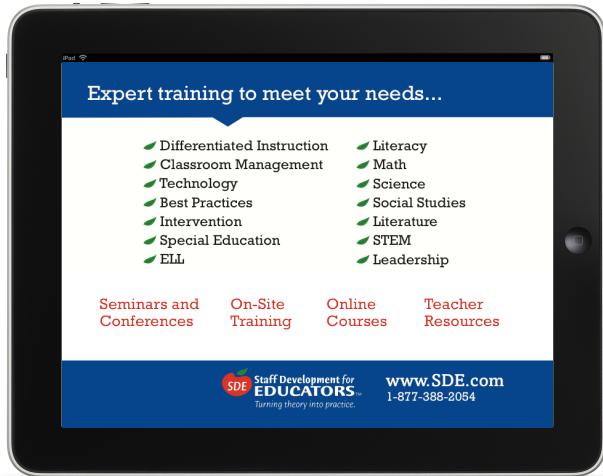 iPad
Expert training to meet your needs...
Differentiated Instruction
Classroom Management
Technology
Best Practices
Intervention
Special Education
ELL
Literacy
Math
Science
Social Studies
Literature
STEM
Leadership
Seminars and
Conferences
On-Site
Training
Online
Courses
Teacher
Resources
SDE
Staff Development for
EDUCATORS™
Turning theory into practice.
www.SDE.com
1-877-388-2054